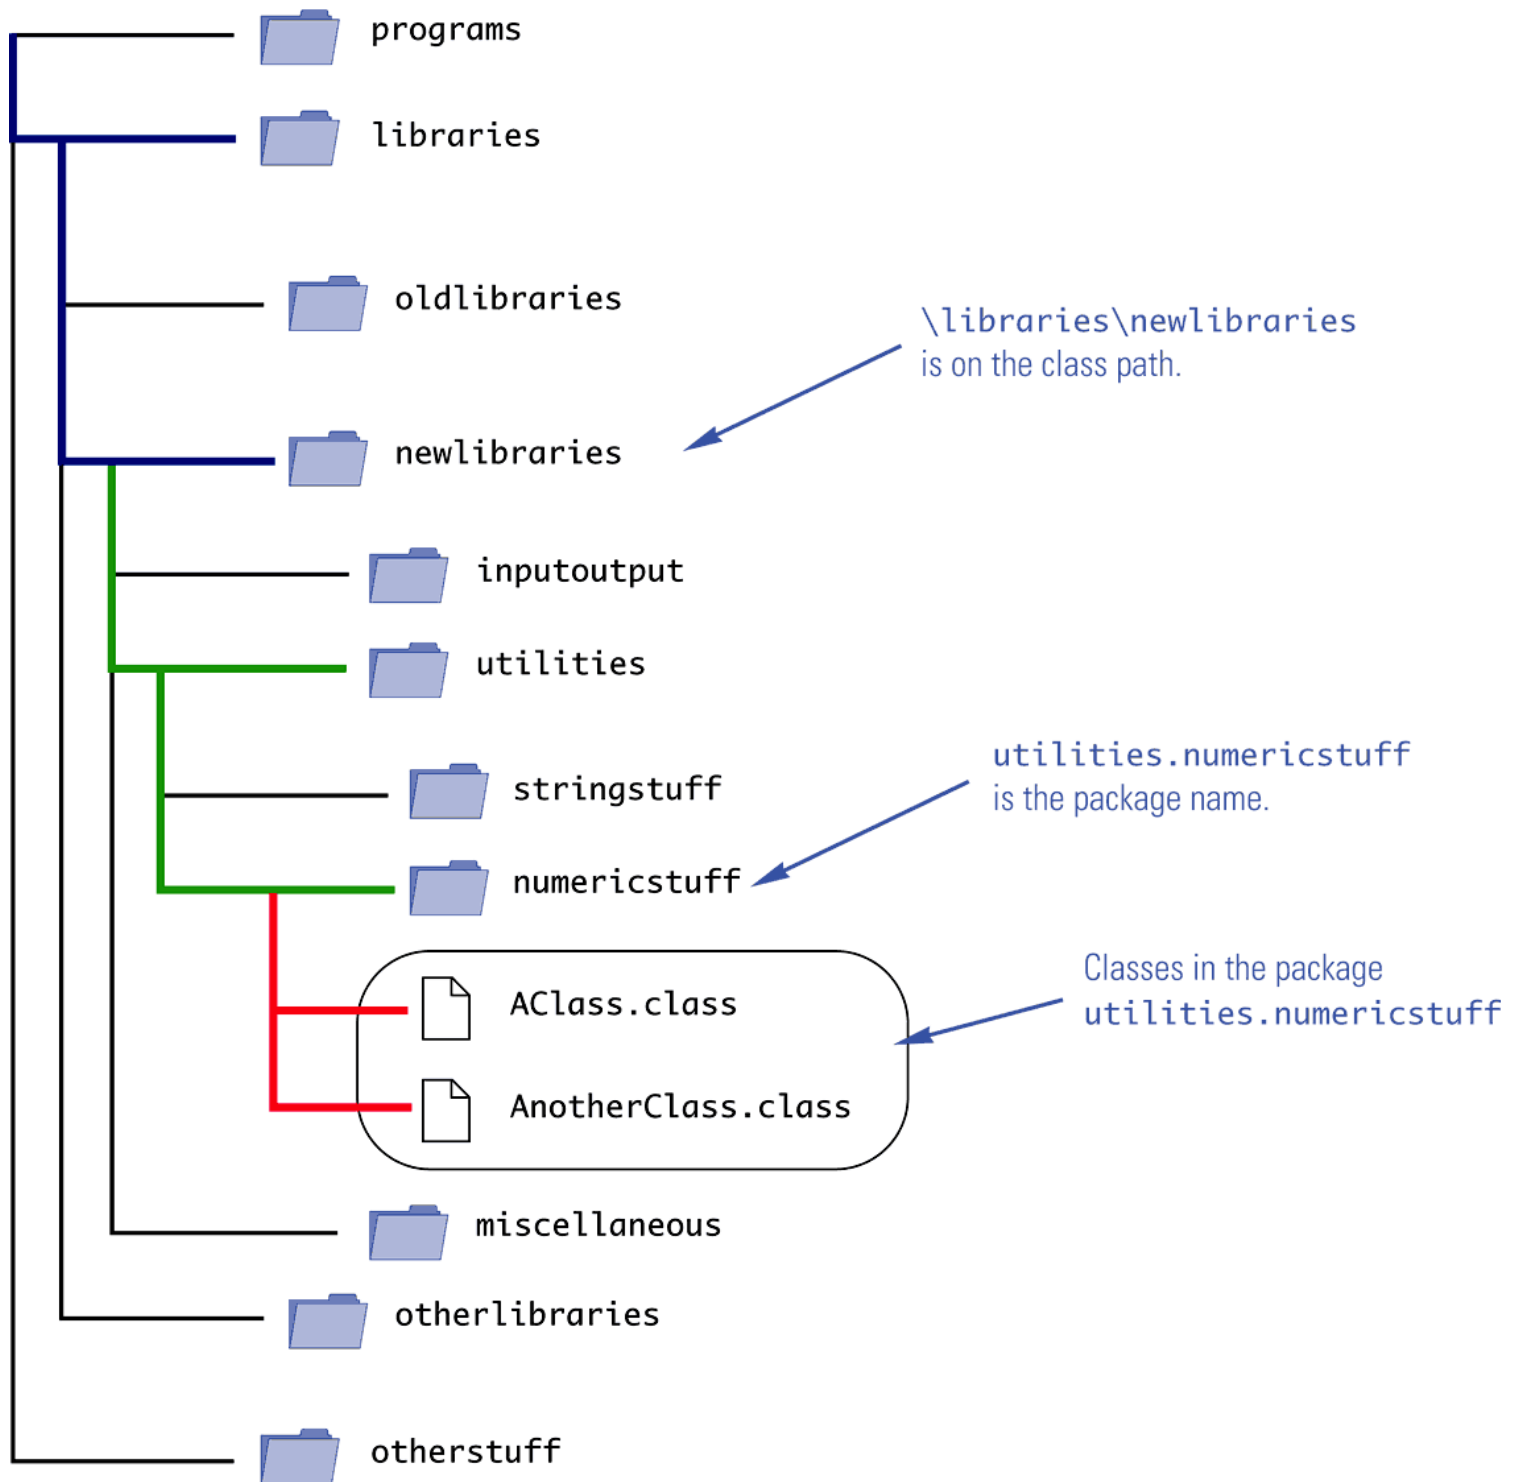 programs
libraries
oldlibraries
\libraries\newlibraries
is on the class path.
newlibraries
inputoutput
utilities
utilities.numericstuff
is the package name.
stringstuff
numericstuff
Classes in the package
utilities.numericstuff
AClass.class
AnotherClass.class
miscellaneous
otherlibraries
otherstuff